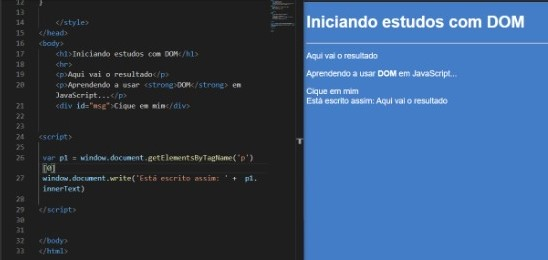 12 }
13
14 </style>
15 </head>
16 <body>
17 <h1>Iniciando estudos com DOM</h1>
18 <hr>
19 <p>Aqui vai o resultado</p>
20 <p>Aprendendo a usar <strong>DOM</strong> em
JavaScript...</p>
21 <div id="msg">Cique em mim</div>
22
23
24 <script>
25
26 var p1 = window.document.getElementsByTagName('p')
[0]
27 window.document.write('Está escrito assim: ' + p1.
innerText)
28
29 </script>
30
31
32 </body>
33 </html>
Iniciando estudos com DOM
Aqui vai o resultado
Aprendendo a usar DOM em JavaScript...
Cique em mim
Está escrito assim: Aqui vai o resultado